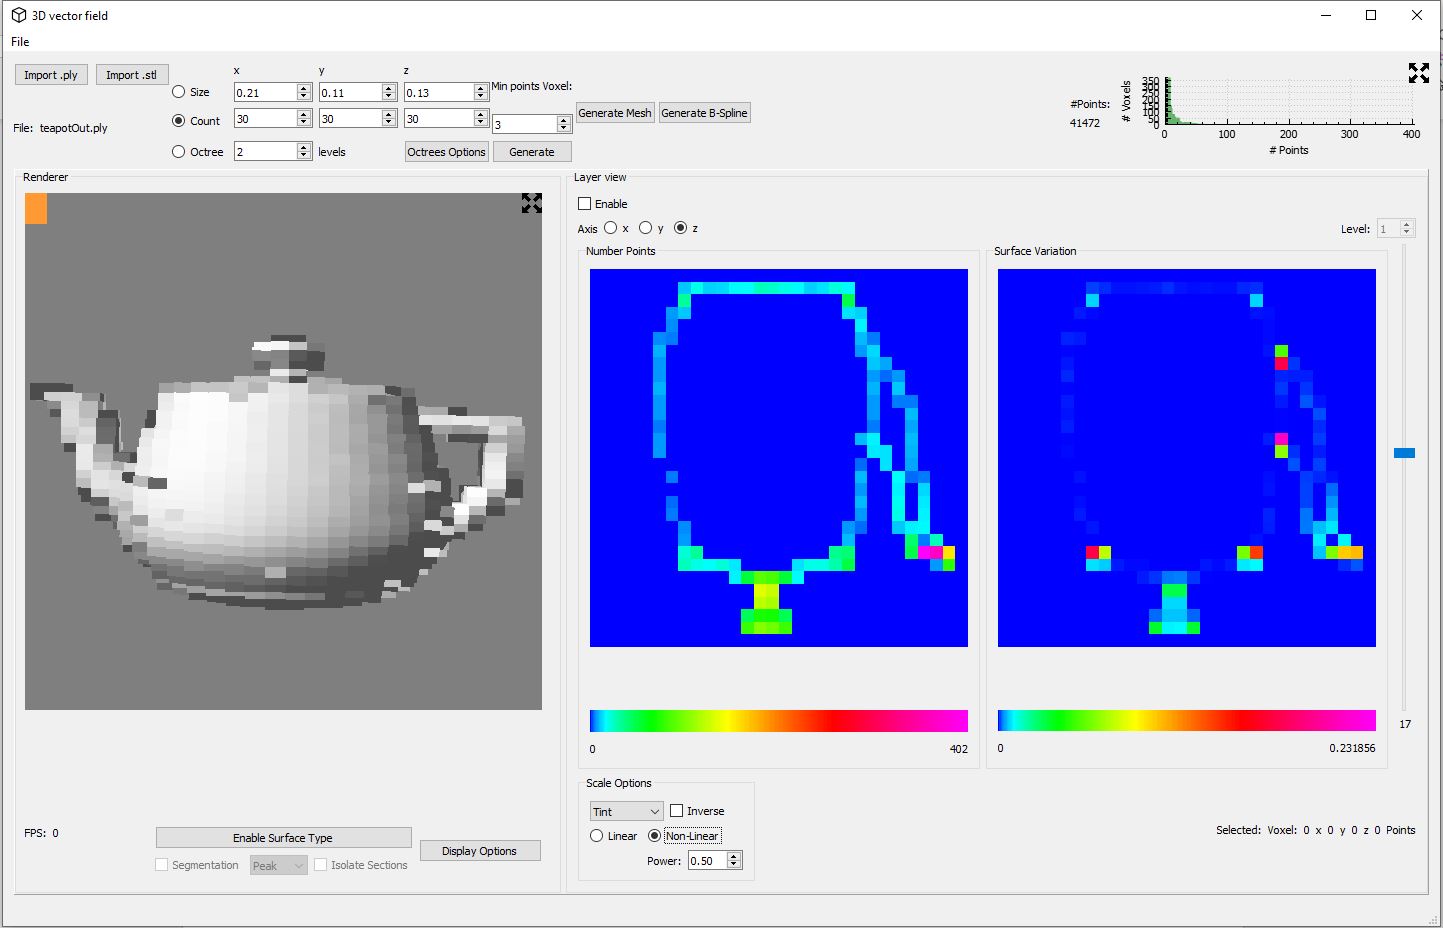 3D vector field
File
Import .ply
Import .stl
x
y
z
Size
0.21
0.11
0.13
Min points Voxel:
Count
30
30
30
3
Generate Mesh
Generate B-Spline
File: teapotOut.ply
Octree
2
levels
Octrees Options
Generate
#Points:
41472
# Voxels
350
300
250
200
150
100
50
0
0
100
200
300
400
# Points
Renderer
Layer view
Enable
Axis
x
y
z
Level:
1
Number Points
Surface Variation
0
402
0
0.231856
17
Scale Options
Tint
Inverse
Linear
Non-Linear
Power:
0.50
FPS: 0
Enable Surface Type
Segmentation
Peak
Isolate Sections
Display Options
Selected: Voxel: 0 x 0 y 0 z 0 Points